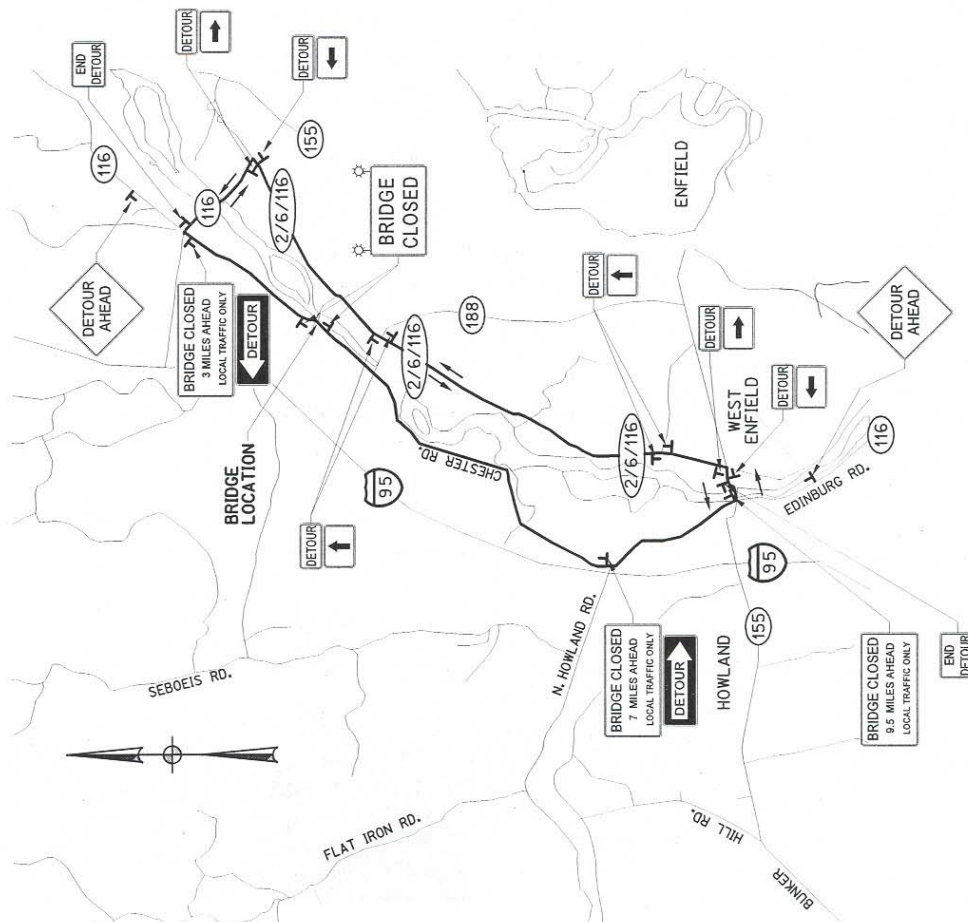 END
DETOUR
DETOUR
DETOUR
116
155
116
2/6/116
DETOUR
AHEAD
BRIDGE CLOSED
3 MILES AHEAD
LOCAL TRAFFIC ONLY
DETOUR
BRIDGE
CLOSED
BRIDGE
LOCATION
188
2/6/116
CHESTER RD.
95
DETOUR
DETOUR
ENFIELD
DETOUR
DETOUR
AHEAD
2/6/116
WEST
ENFIELD
DETOUR
116
EDINBURG RD.
SEBOEIS RD.
N. HOWLAND RD.
BRIDGE CLOSED
7 MILES AHEAD
LOCAL TRAFFIC ONLY
DETOUR
HOWLAND
95
155
BRIDGE CLOSED
9.5 MILES AHEAD
LOCAL TRAFFIC ONLY
END
DETOUR
FLAT IRON RD.
BUNKER
HILL RD.